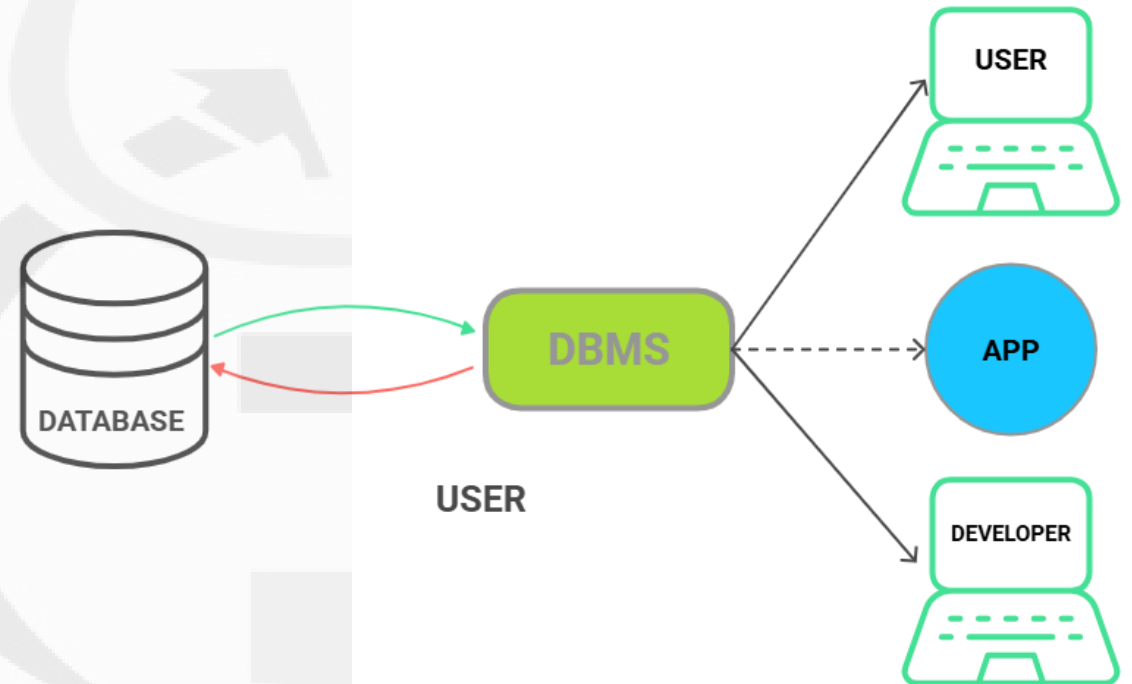 USER
DBMS
APP
DATABASE
USER
DEVELOPER